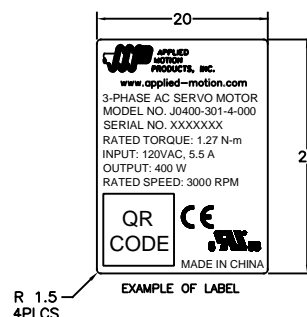 20
APPLIED
MOTION
PRODUCTS, INC.
www.applied-motion.com
3-PHASE AC SERVO MOTOR
MODEL NO. J0400-301-4-000
SERIAL NO. XXXXXXX
RATED TORQUE: 1.27 N-m
INPUT: 120VAC, 5.5 A
OUTPUT: 400 W
RATED SPEED: 3000 RPM
QR
CODE
CE
MADE IN CHINA
R 1.5
4PLCS
EXAMPLE OF LABEL